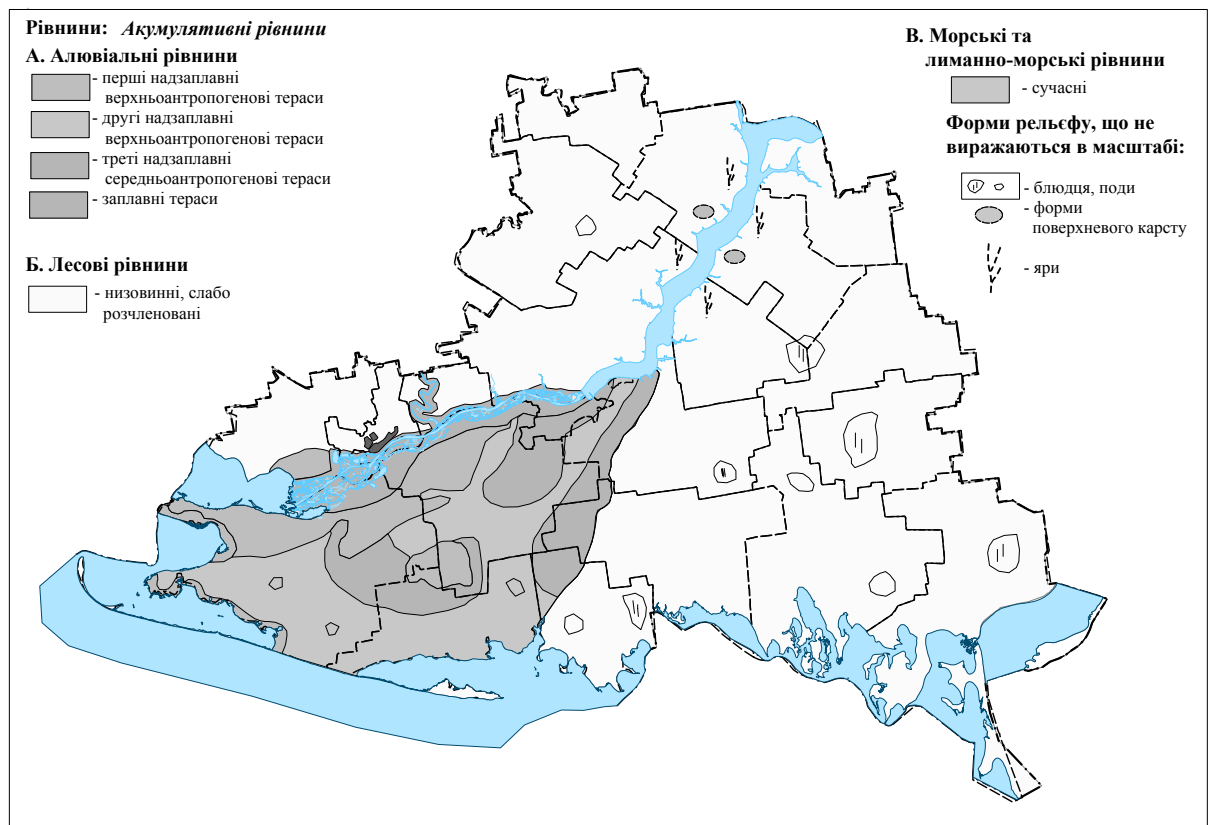 Рівнини: Акумулятивні рівнини
А. Алювіальні рівнини
- перші надзаплавні
верхньоантропогенові тераси
- другі надзаплавні
верхньоантропогенові тераси
- треті надзаплавні
середньоантропогенові тераси
- заплавні тераси
Б. Лесові рівнини
- низовинні, слабо
розчленовані
В. Морські та
лиманно-морські рівнини
- сучасні
Форми рельєфу, що не
виражаються в масштабі:
- блюдця, поди
- форми
поверхневого карсту
- яри